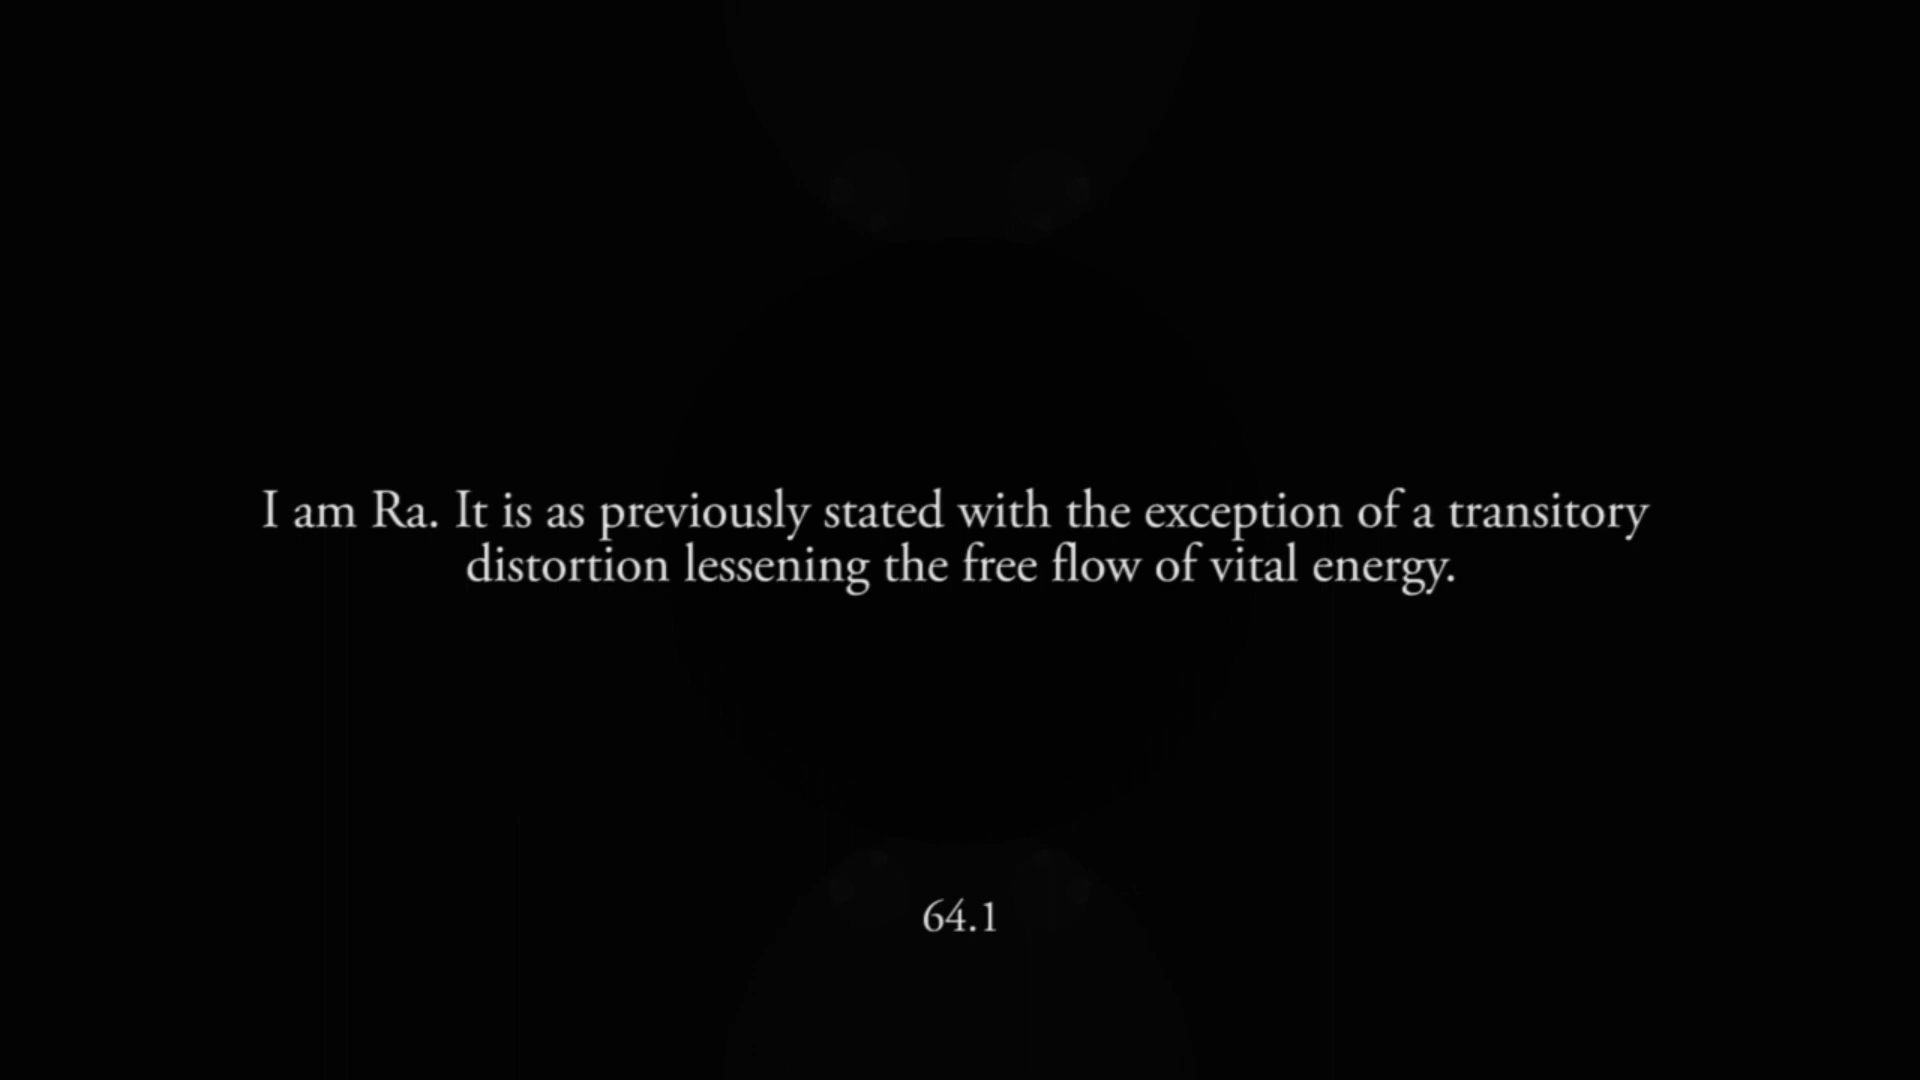 I am Ra. It is as previously stated with the exception of a transitory
distortion lessening the free flow of vital energy.
64.1